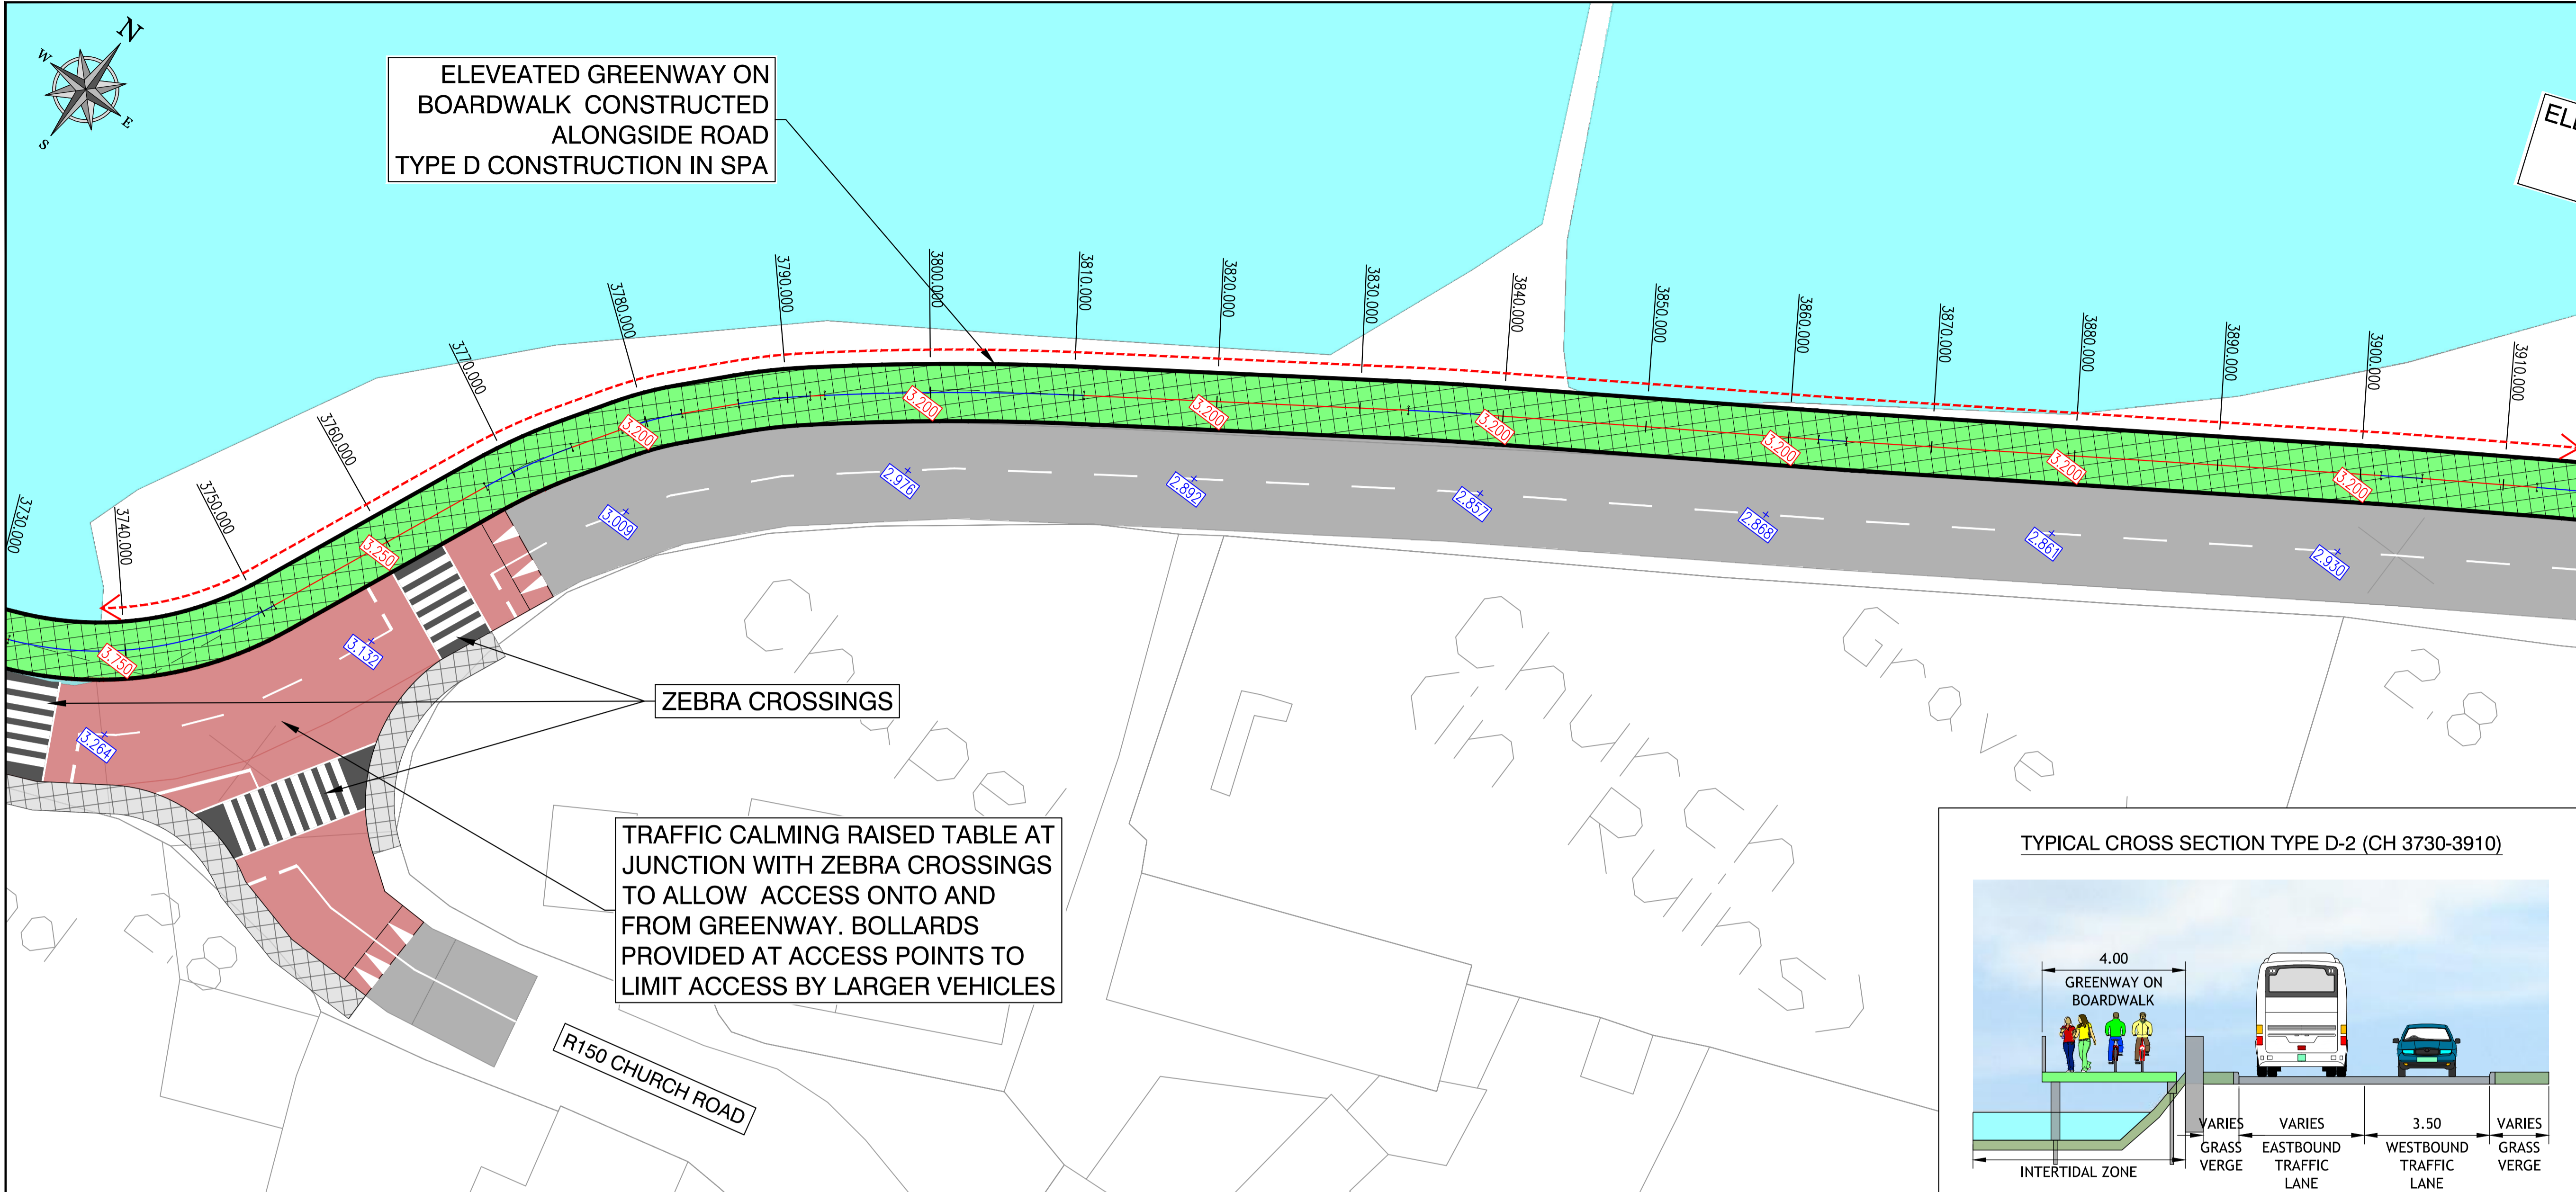 N
W
E
S
ELEVEATED GREENWAY ON
BOARDWALK CONSTRUCTED
ALONGSIDE ROAD
TYPE D CONSTRUCTION IN SPA
3730.000
3740.000
3750.000
3760.000
3770.000
3780.000
3790.000
3800.000
3810.000
3820.000
3830.000
3840.000
3850.000
3860.000
3870.000
3880.000
3890.000
3900.000
3910.000
3.750
3.250
3.200
3.200
3.200
3.200
3.200
3.200
3.200
3.264
3.132
3.009
2.976
2.892
2.857
2.868
2.861
2.930
ZEBRA CROSSINGS
TRAFFIC CALMING RAISED TABLE AT
JUNCTION WITH ZEBRA CROSSINGS
TO ALLOW ACCESS ONTO AND
FROM GREENWAY. BOLLARDS
PROVIDED AT ACCESS POINTS TO
LIMIT ACCESS BY LARGER VEHICLES
R150 CHURCH ROAD
Chapel
Church
(in Ruins)
Grove
28
TYPICAL CROSS SECTION TYPE D-2 (CH 3730-3910)
4.00
GREENWAY ON
BOARDWALK
VARIES
GRASS
VERGE
VARIES
EASTBOUND
TRAFFIC
LANE
3.50
WESTBOUND
TRAFFIC
LANE
VARIES
GRASS
VERGE
INTERTIDAL ZONE